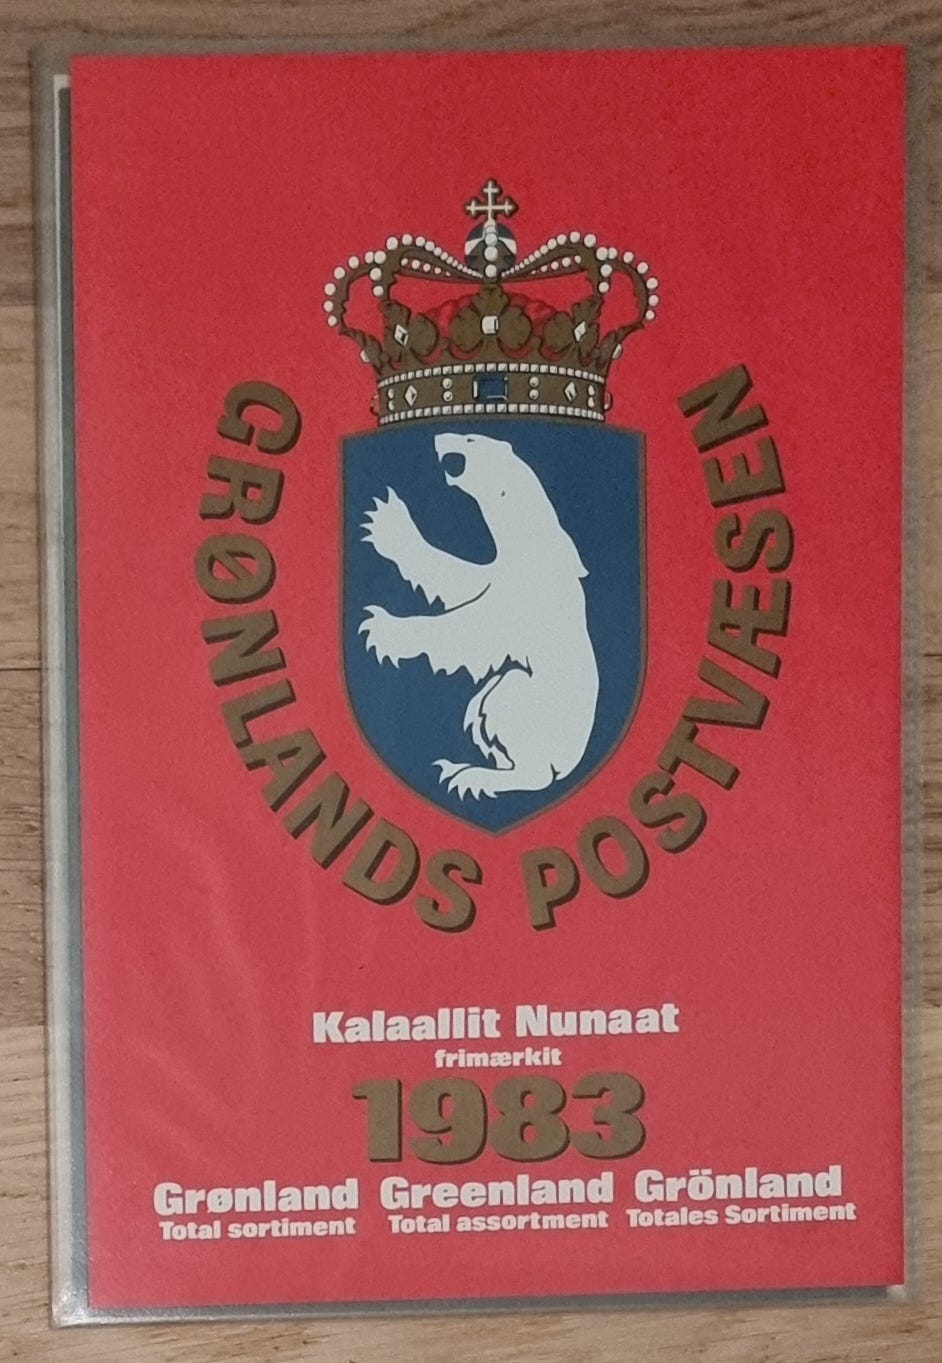 GRØNLANDS POSTVÆSEN
Kalaallit Nunaat
frimærkit
1983
Grønland Greenland Grönland
Total sortiment Total assortment Totales Sortiment